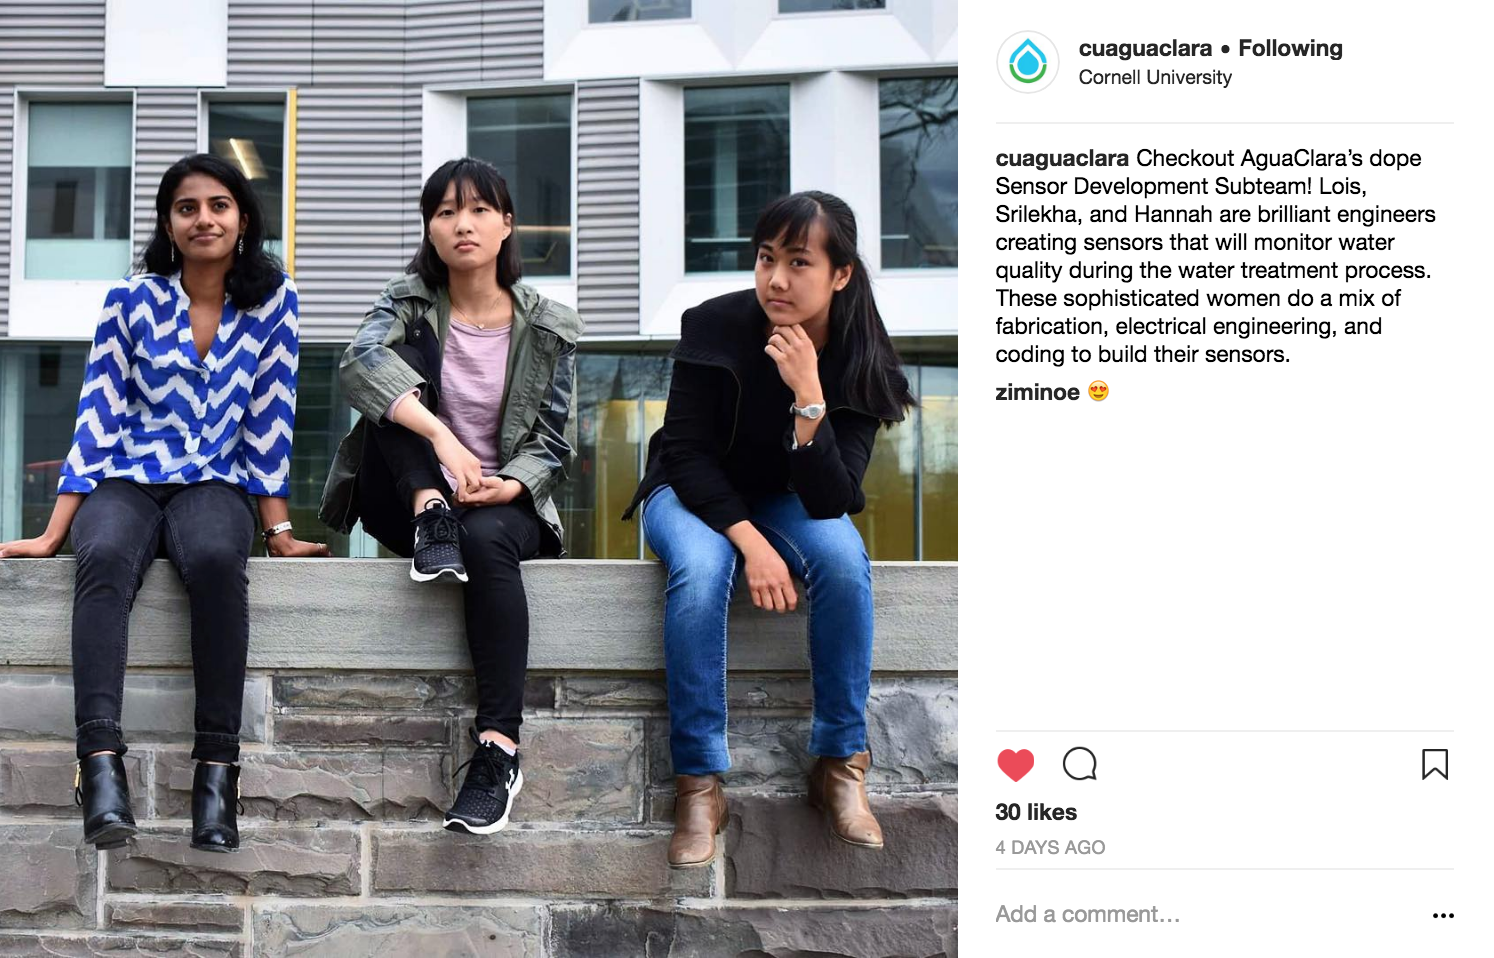 cuaguaclara • Following
Cornell University
cuaguaclara Checkout AguaClara’s dope
Sensor Development Subteam! Lois,
Srilekha, and Hannah are brilliant engineers
creating sensors that will monitor water
quality during the water treatment process.
These sophisticated women do a mix of
fabrication, electrical engineering, and
coding to build their sensors.
ziminoe 😍
30 likes
4 DAYS AGO
Add a comment…